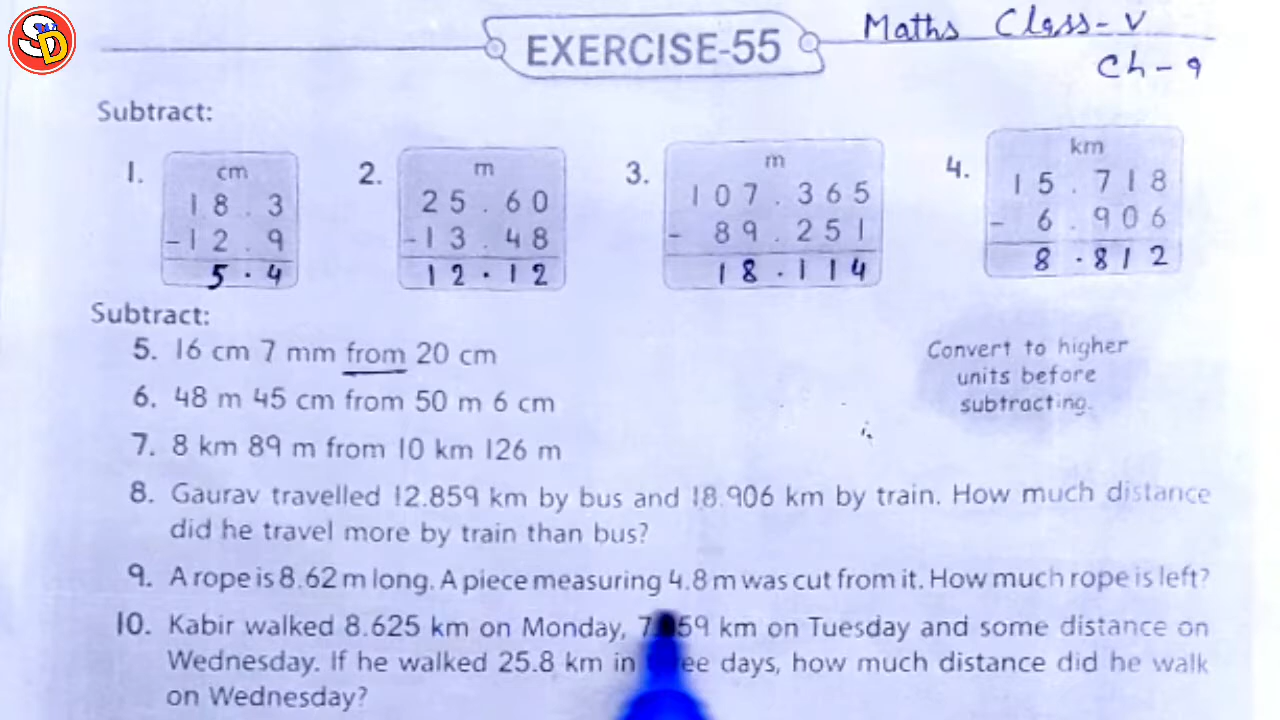 SD
EXERCISE-55
Maths Class-V
Ch-9
Subtract:
1. cm
18.3
-12.9
5.4
2. m
25.60
-13.48
12.12
3. m
107.365
- 89.251
18.114
4. km
15.718
- 6.906
8.812
Subtract:
5. 16 cm 7 mm from 20 cm
6. 48 m 45 cm from 50 m 6 cm
7. 8 km 89 m from 10 km 126 m
Convert to higher
units before
subtracting.
8. Gaurav travelled 12.859 km by bus and 18.906 km by train. How much distance
did he travel more by train than bus?
9. A rope is 8.62 m long. A piece measuring 4.8 m was cut from it. How much rope is left?
10. Kabir walked 8.625 km on Monday, km on Tuesday and some distance on
Wednesday. If he walked 25.8 km in days, how much distance did he walk
on Wednesday?